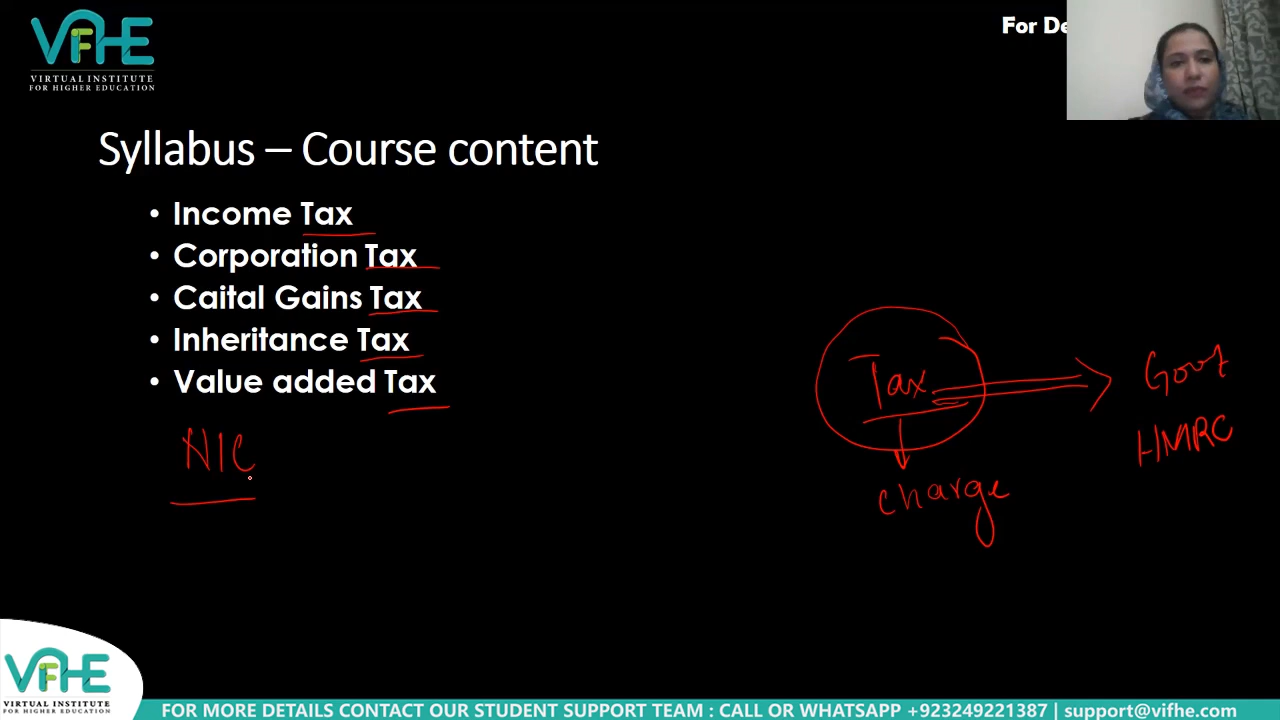 VIFHE
VIRTUAL INSTITUTE
FOR HIGHER EDUCATION
For De
Syllabus – Course content
• Income Tax
• Corporation Tax
• Caital Gains Tax
• Inheritance Tax
• Value added Tax
NIC
Tax
Govt
HMRC
charge
VIFHE
VIRTUAL INSTITUTE
FOR HIGHER EDUCATION
FOR MORE DETAILS CONTACT OUR STUDENT SUPPORT TEAM : CALL OR WHATSAPP +923249221387 | support@vifhe.com